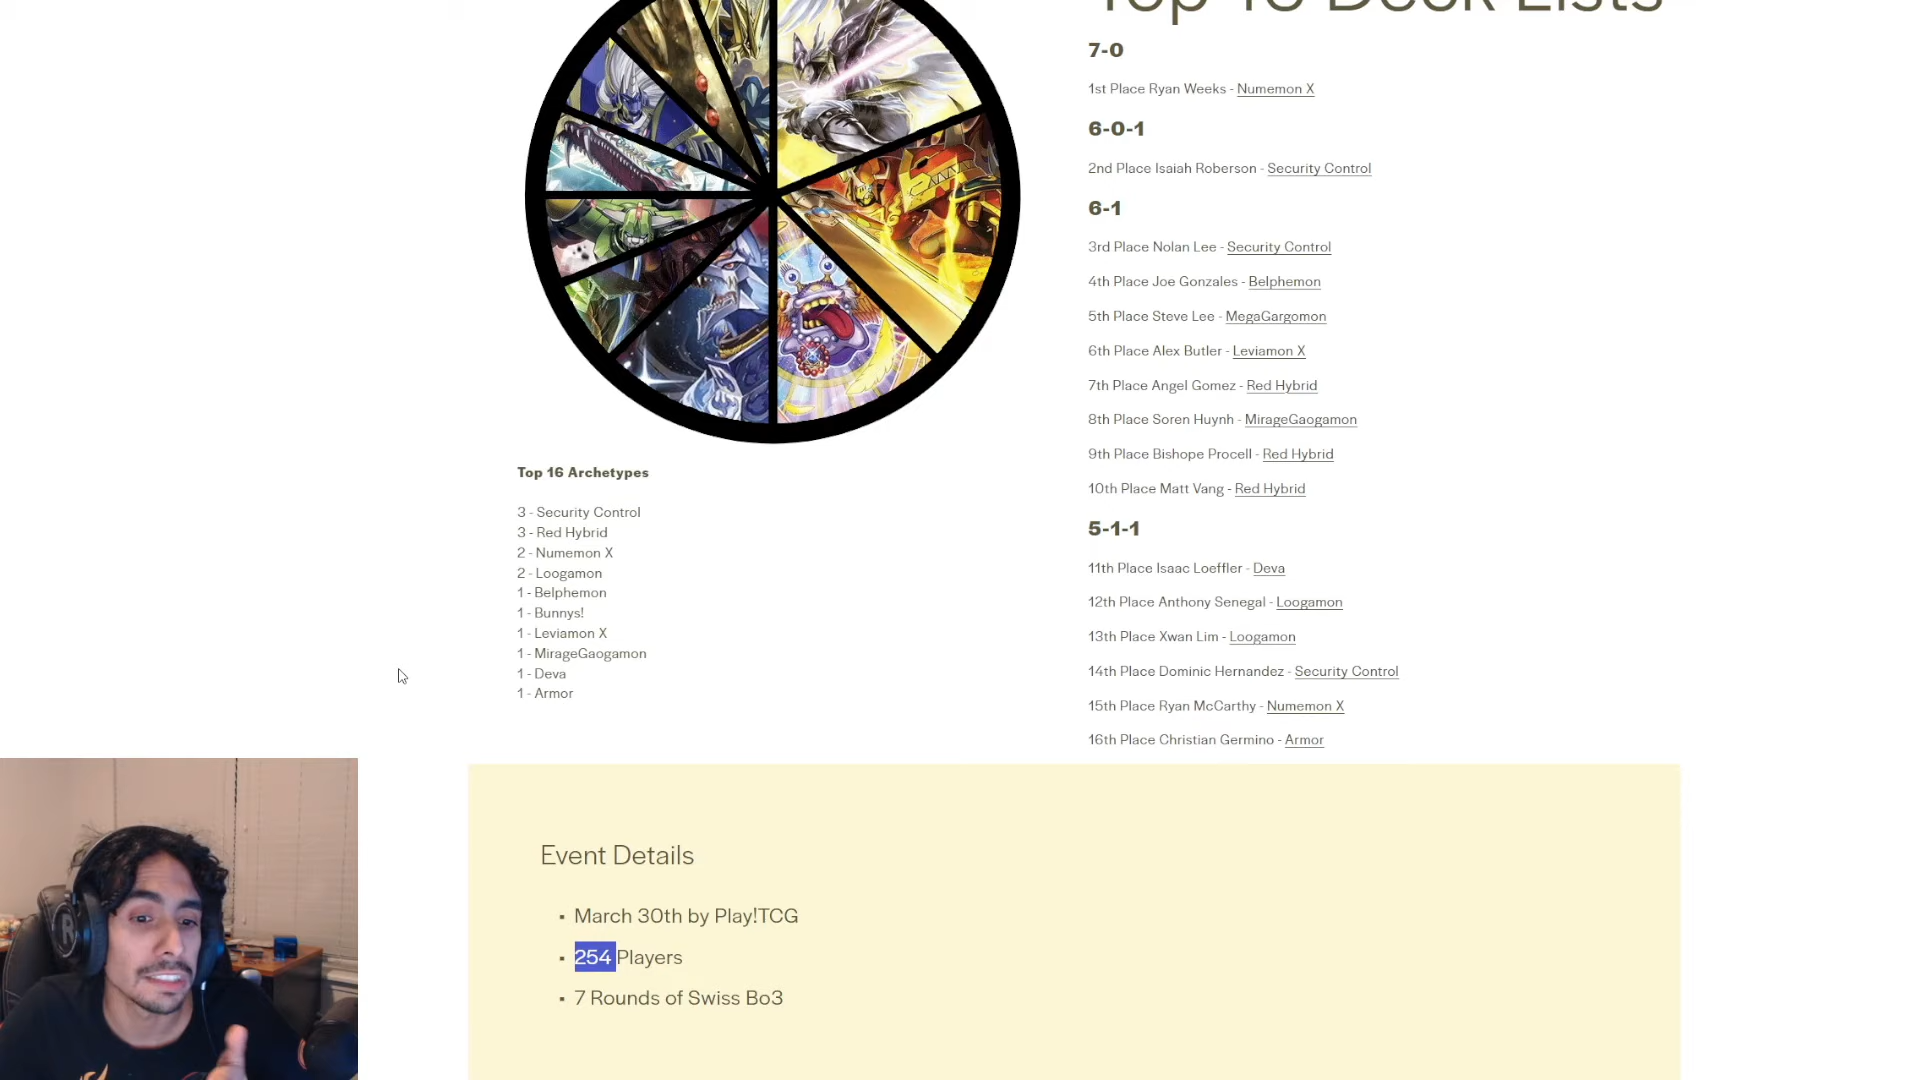 Top 16 Deck Lists
7-0
1st Place Ryan Weeks - Numemon X
6-0-1
2nd Place Isaiah Roberson - Security Control
6-1
3rd Place Nolan Lee - Security Control
4th Place Joe Gonzales - Belphemon
5th Place Steve Lee - MegaGargomon
6th Place Alex Butler - Leviamon X
7th Place Angel Gomez - Red Hybrid
8th Place Soren Huynh - MirageGaogamon
9th Place Bishope Procell - Red Hybrid
10th Place Matt Vang - Red Hybrid
5-1-1
11th Place Isaac Loeffler - Deva
12th Place Anthony Senegal - Loogamon
13th Place Xwan Lim - Loogamon
14th Place Dominic Hernandez - Security Control
15th Place Ryan McCarthy - Numemon X
16th Place Christian Germino - Armor
Top 16 Archetypes
3 - Security Control
3 - Red Hybrid
2 - Numemon X
2 - Loogamon
1 - Belphemon
1 - Bunnys!
1 - Leviamon X
1 - MirageGaogamon
1 - Deva
1 - Armor
Event Details
▪ March 30th by Play!TCG
▪ 254 Players
▪ 7 Rounds of Swiss Bo3
R